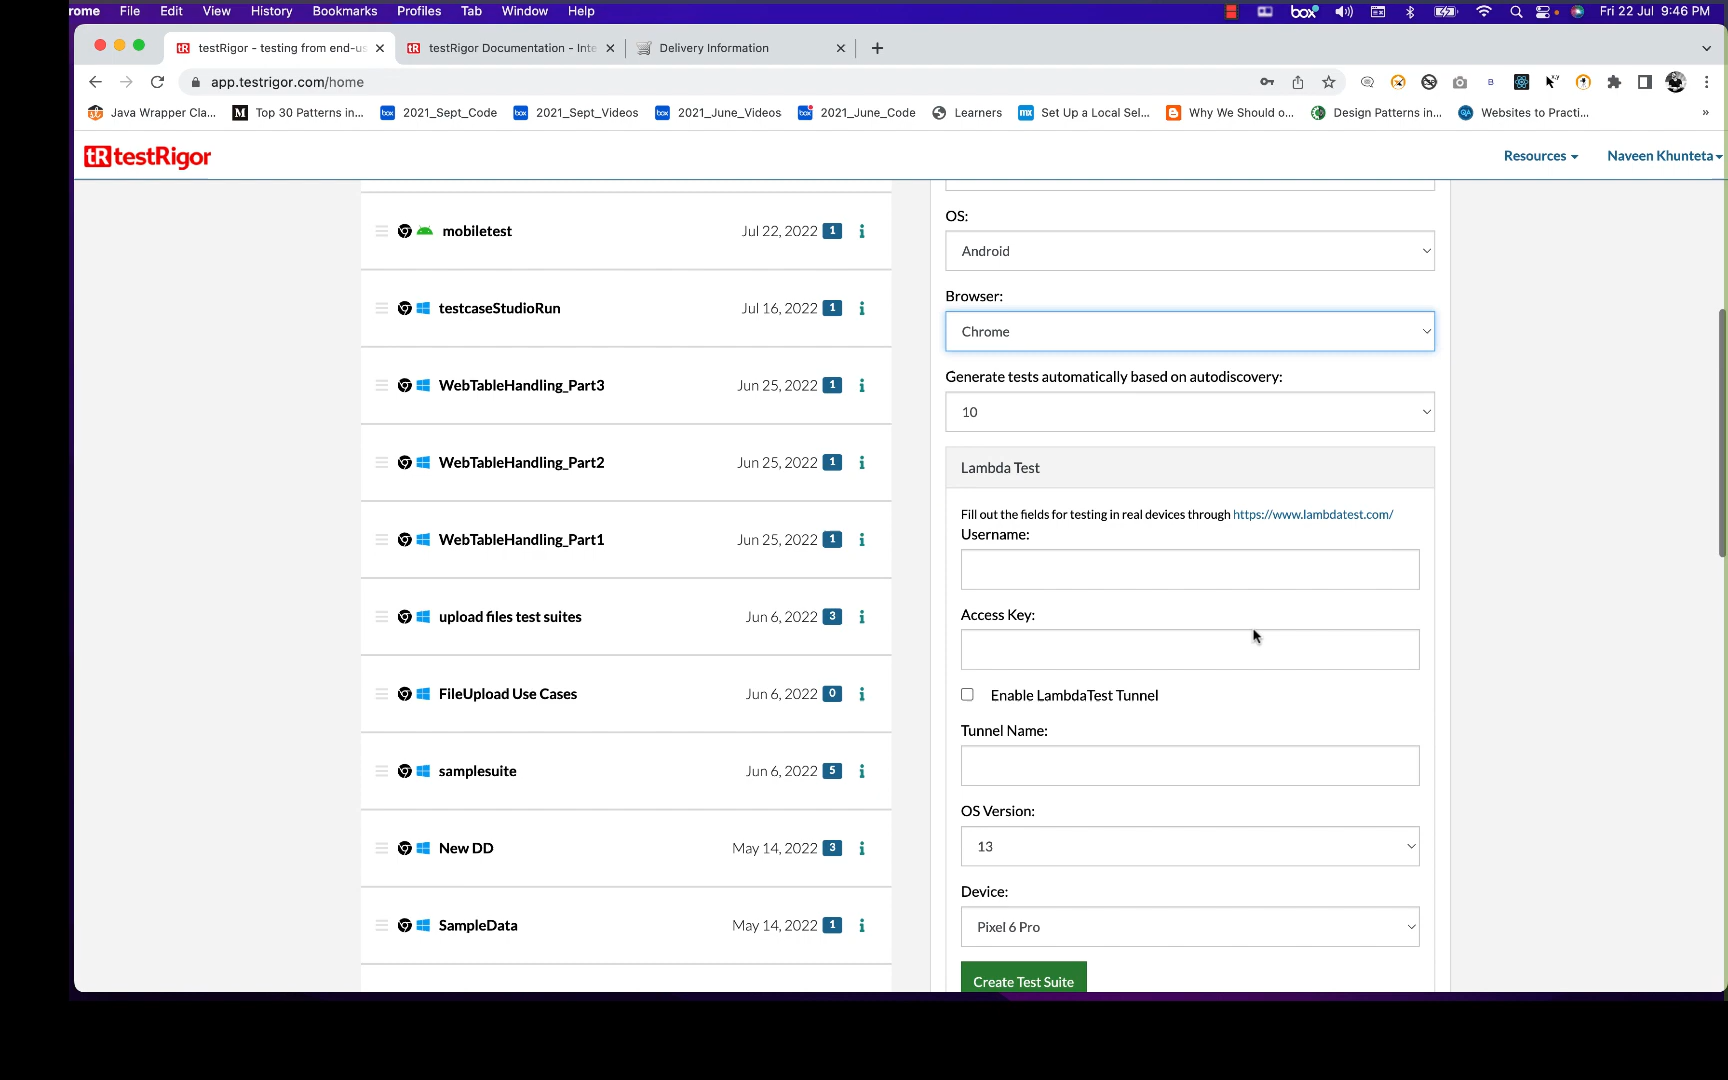 rome File Edit View History Bookmarks Profiles Tab Window Help box Fri 22 Jul 9:46 PM
testRigor - testing from end-us testRigor Documentation - Inte Delivery Information
app.testrigor.com/home
Java Wrapper Cla... Top 30 Patterns in... 2021_Sept_Code 2021_Sept_Videos 2021_June_Videos 2021_June_Code Learners Set Up a Local Sel... Why We Should o... Design Patterns in... Websites to Practi... »
tR testRigor Resources Naveen Khunteta
mobiletest Jul 22, 2022 1 i
testcaseStudioRun Jul 16, 2022 1 i
WebTableHandling_Part3 Jun 25, 2022 1 i
WebTableHandling_Part2 Jun 25, 2022 1 i
WebTableHandling_Part1 Jun 25, 2022 1 i
upload files test suites Jun 6, 2022 3 i
FileUpload Use Cases Jun 6, 2022 0 i
samplesuite Jun 6, 2022 5 i
New DD May 14, 2022 3 i
SampleData May 14, 2022 1 i
OS:
Android
Browser:
Chrome
Generate tests automatically based on autodiscovery:
10
Lambda Test
Fill out the fields for testing in real devices through https://www.lambdatest.com/
Username:
Access Key:
Enable LambdaTest Tunnel
Tunnel Name:
OS Version:
13
Device:
Pixel 6 Pro
Create Test Suite